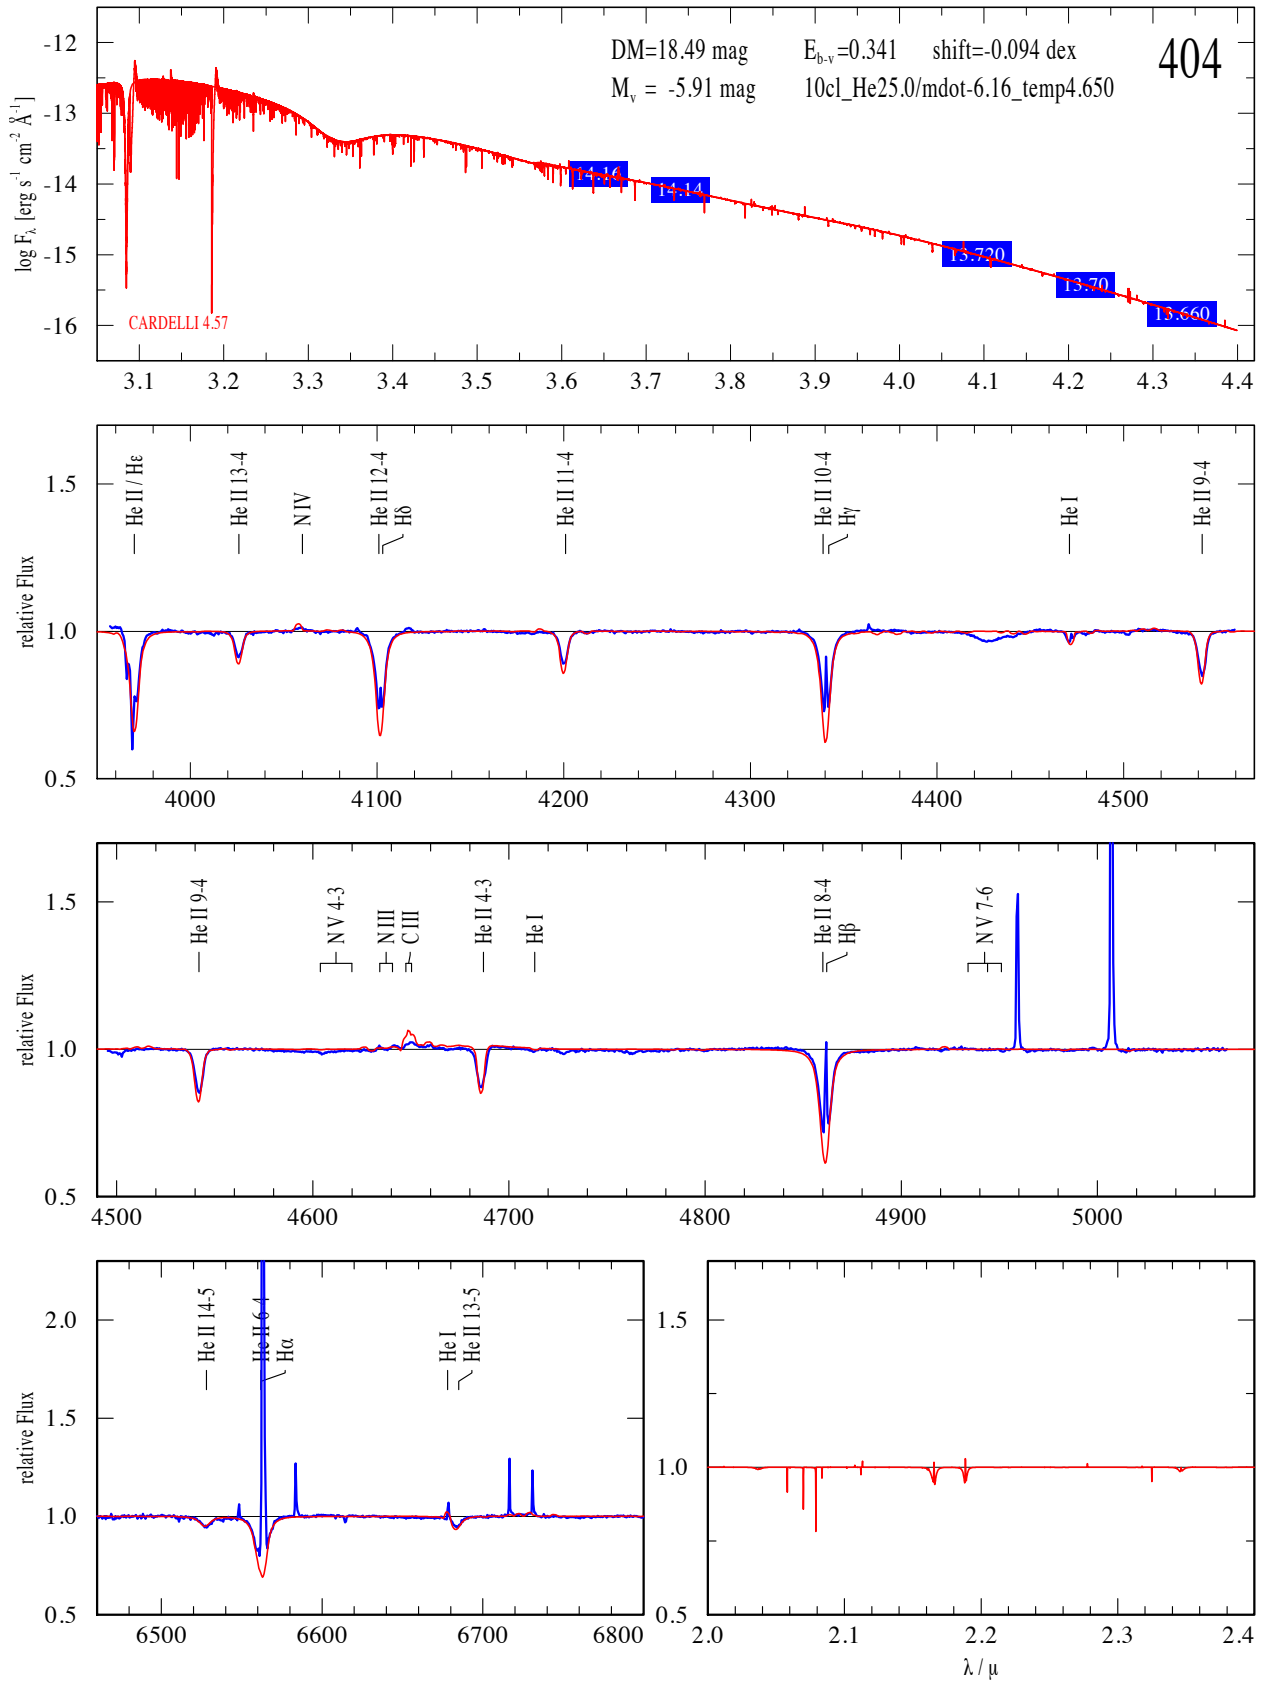 404
DM=18.49 mag E_b-v=0.341 shift=-0.094 dex
M_v = -5.91 mag 10cl_He25.0/mdot-6.16_temp4.650
log F_λ [erg s⁻¹ cm⁻² Å⁻¹]
-12
-13
-14
-15
-16
14.16
14.14
13.720
13.70
13.660
CARDELLI 4.57
3.1 3.2 3.3 3.4 3.5 3.6 3.7 3.8 3.9 4.0 4.1 4.2 4.3 4.4
relative Flux
1.5
1.0
0.5
He II / Hε
He II 13-4
N IV
He II 12-4
Hδ
He II 11-4
He II 10-4
Hγ
He I
He II 9-4
4000 4100 4200 4300 4400 4500
relative Flux
1.5
1.0
0.5
He II 9-4
N V 4-3
N III
C III
He II 4-3
He I
He II 8-4
Hβ
N V 7-6
4500 4600 4700 4800 4900 5000
relative Flux
2.0
1.5
1.0
0.5
He II 14-5
He II 6-4
Hα
He I
He II 13-5
6500 6600 6700 6800
1.5
1.0
0.5
2.0 2.1 2.2 2.3 2.4
λ / μ